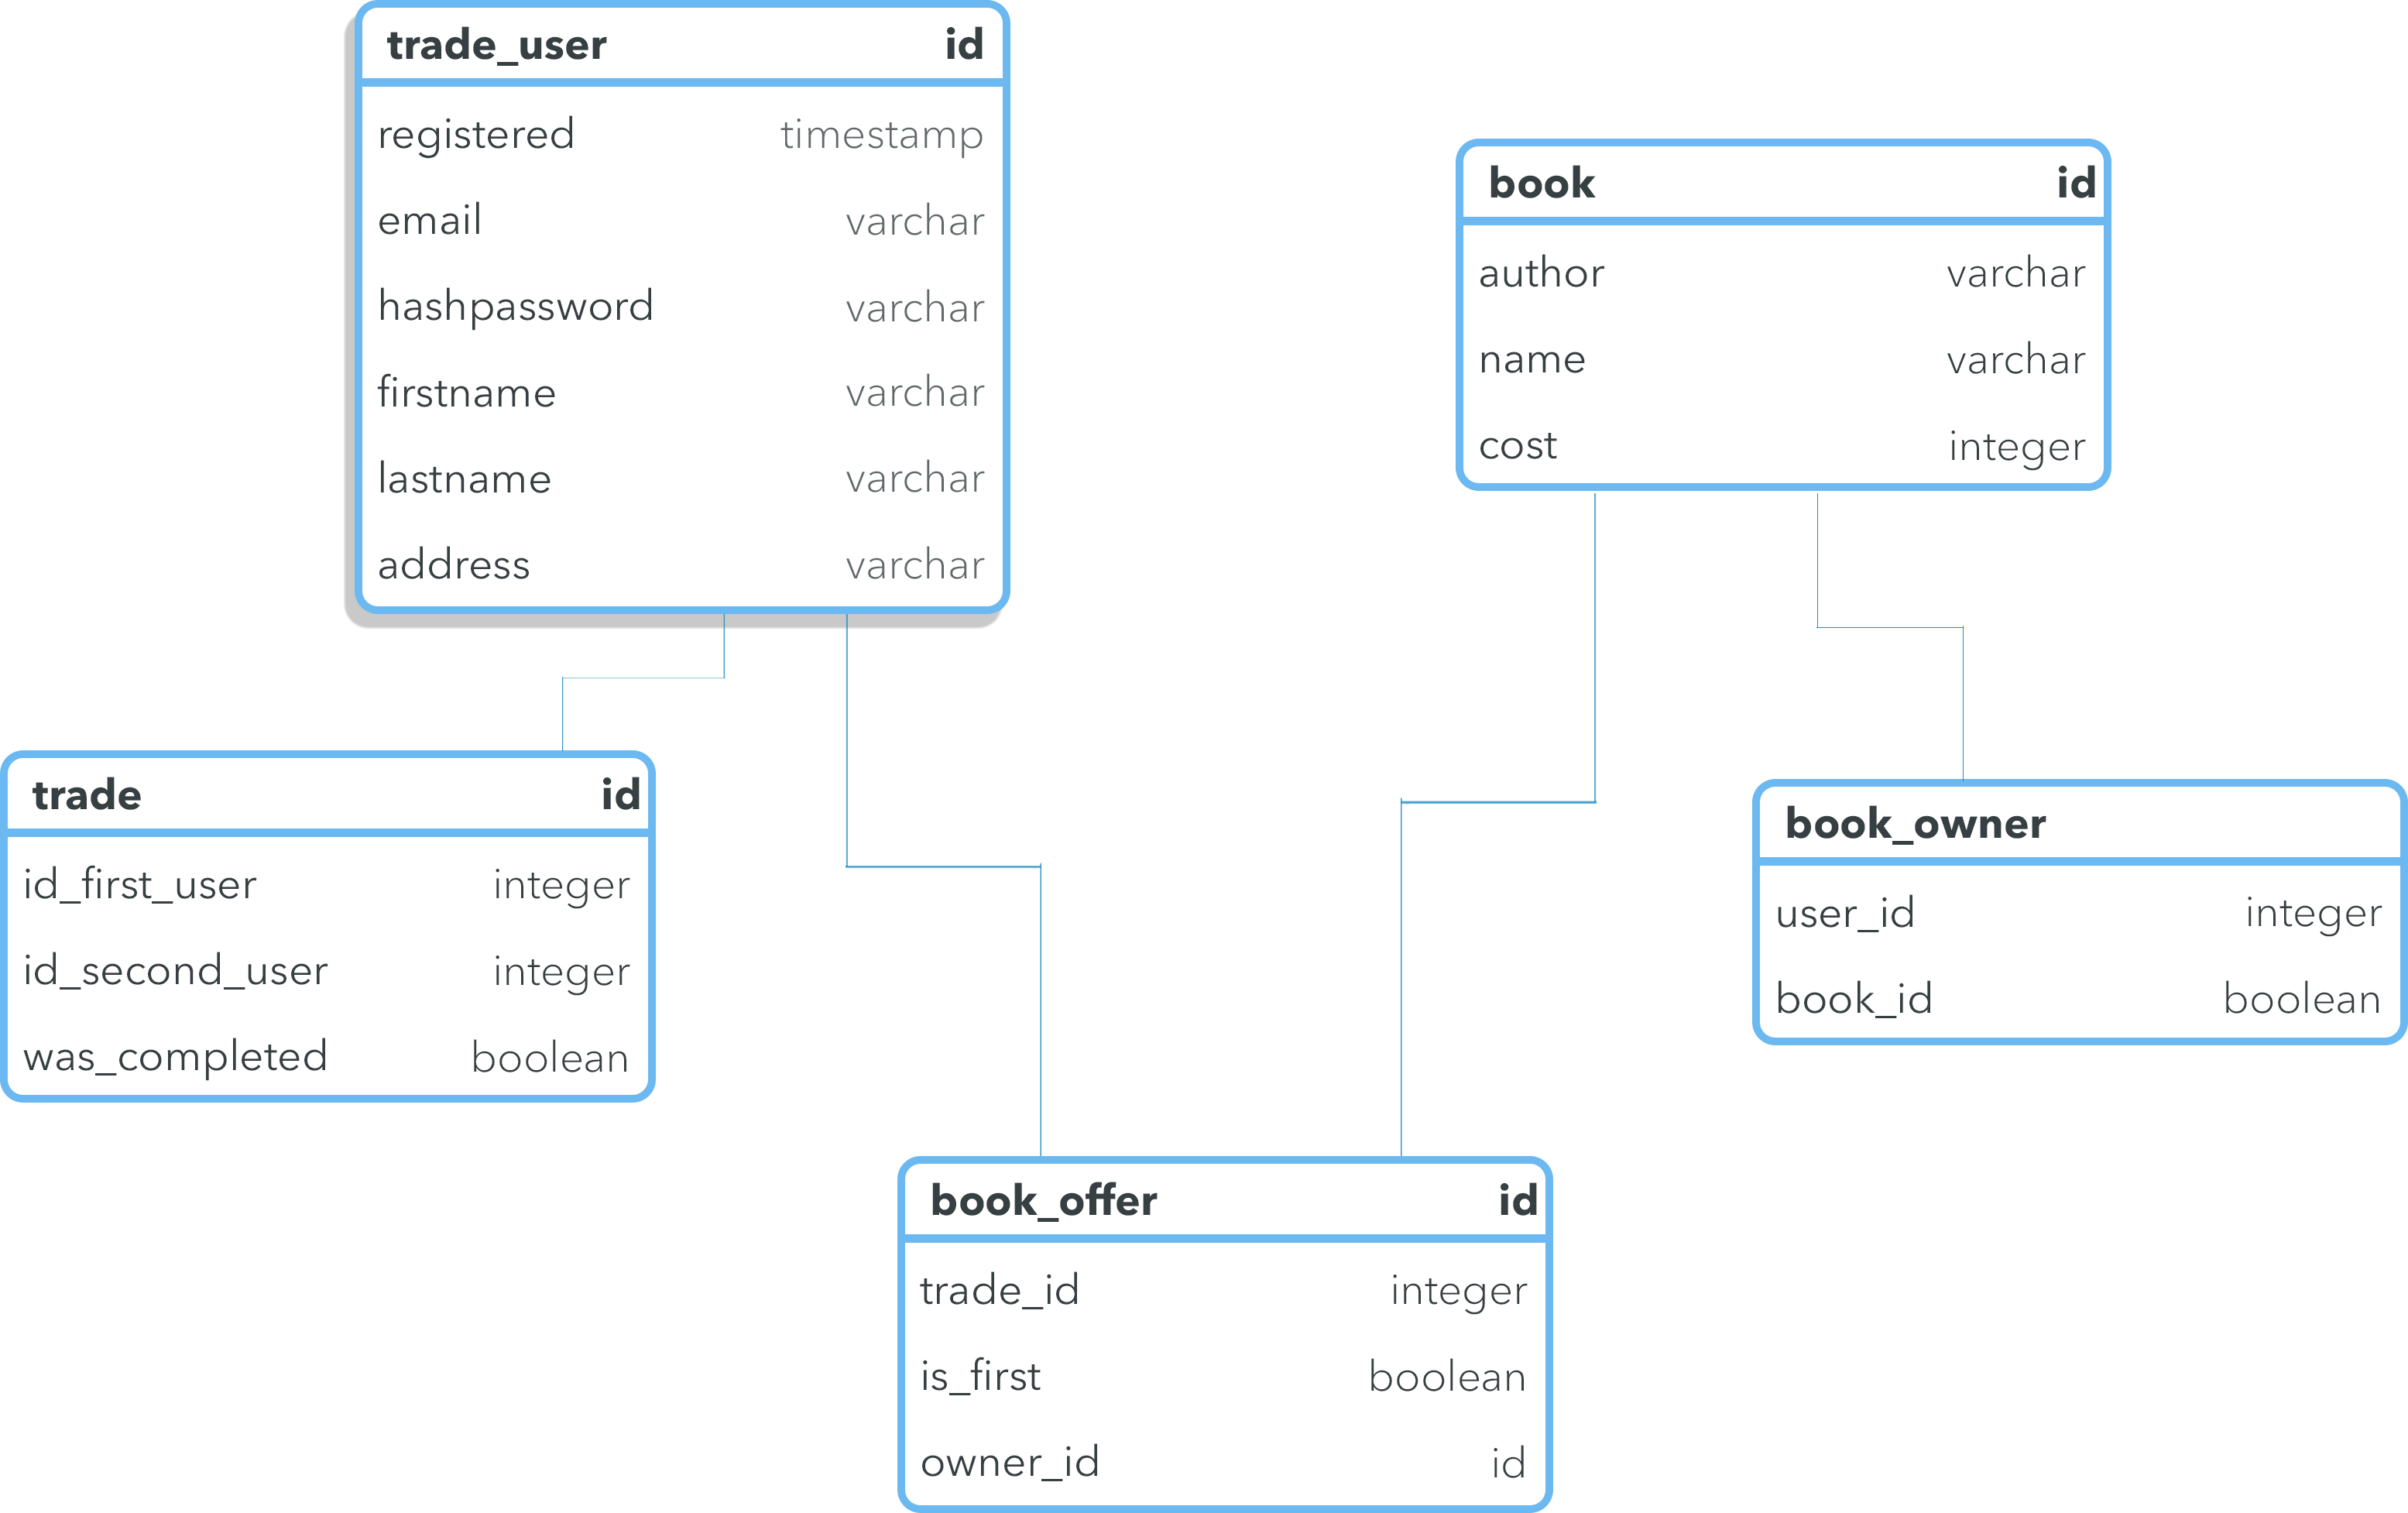 trade_user id
registered timestamp
email varchar
hashpassword varchar
firstname varchar
lastname varchar
address varchar
book id
author varchar
name varchar
cost integer
trade id
id_first_user integer
id_second_user integer
was_completed boolean
book_owner
user_id integer
book_id boolean
book_offer id
trade_id integer
is_first boolean
owner_id id